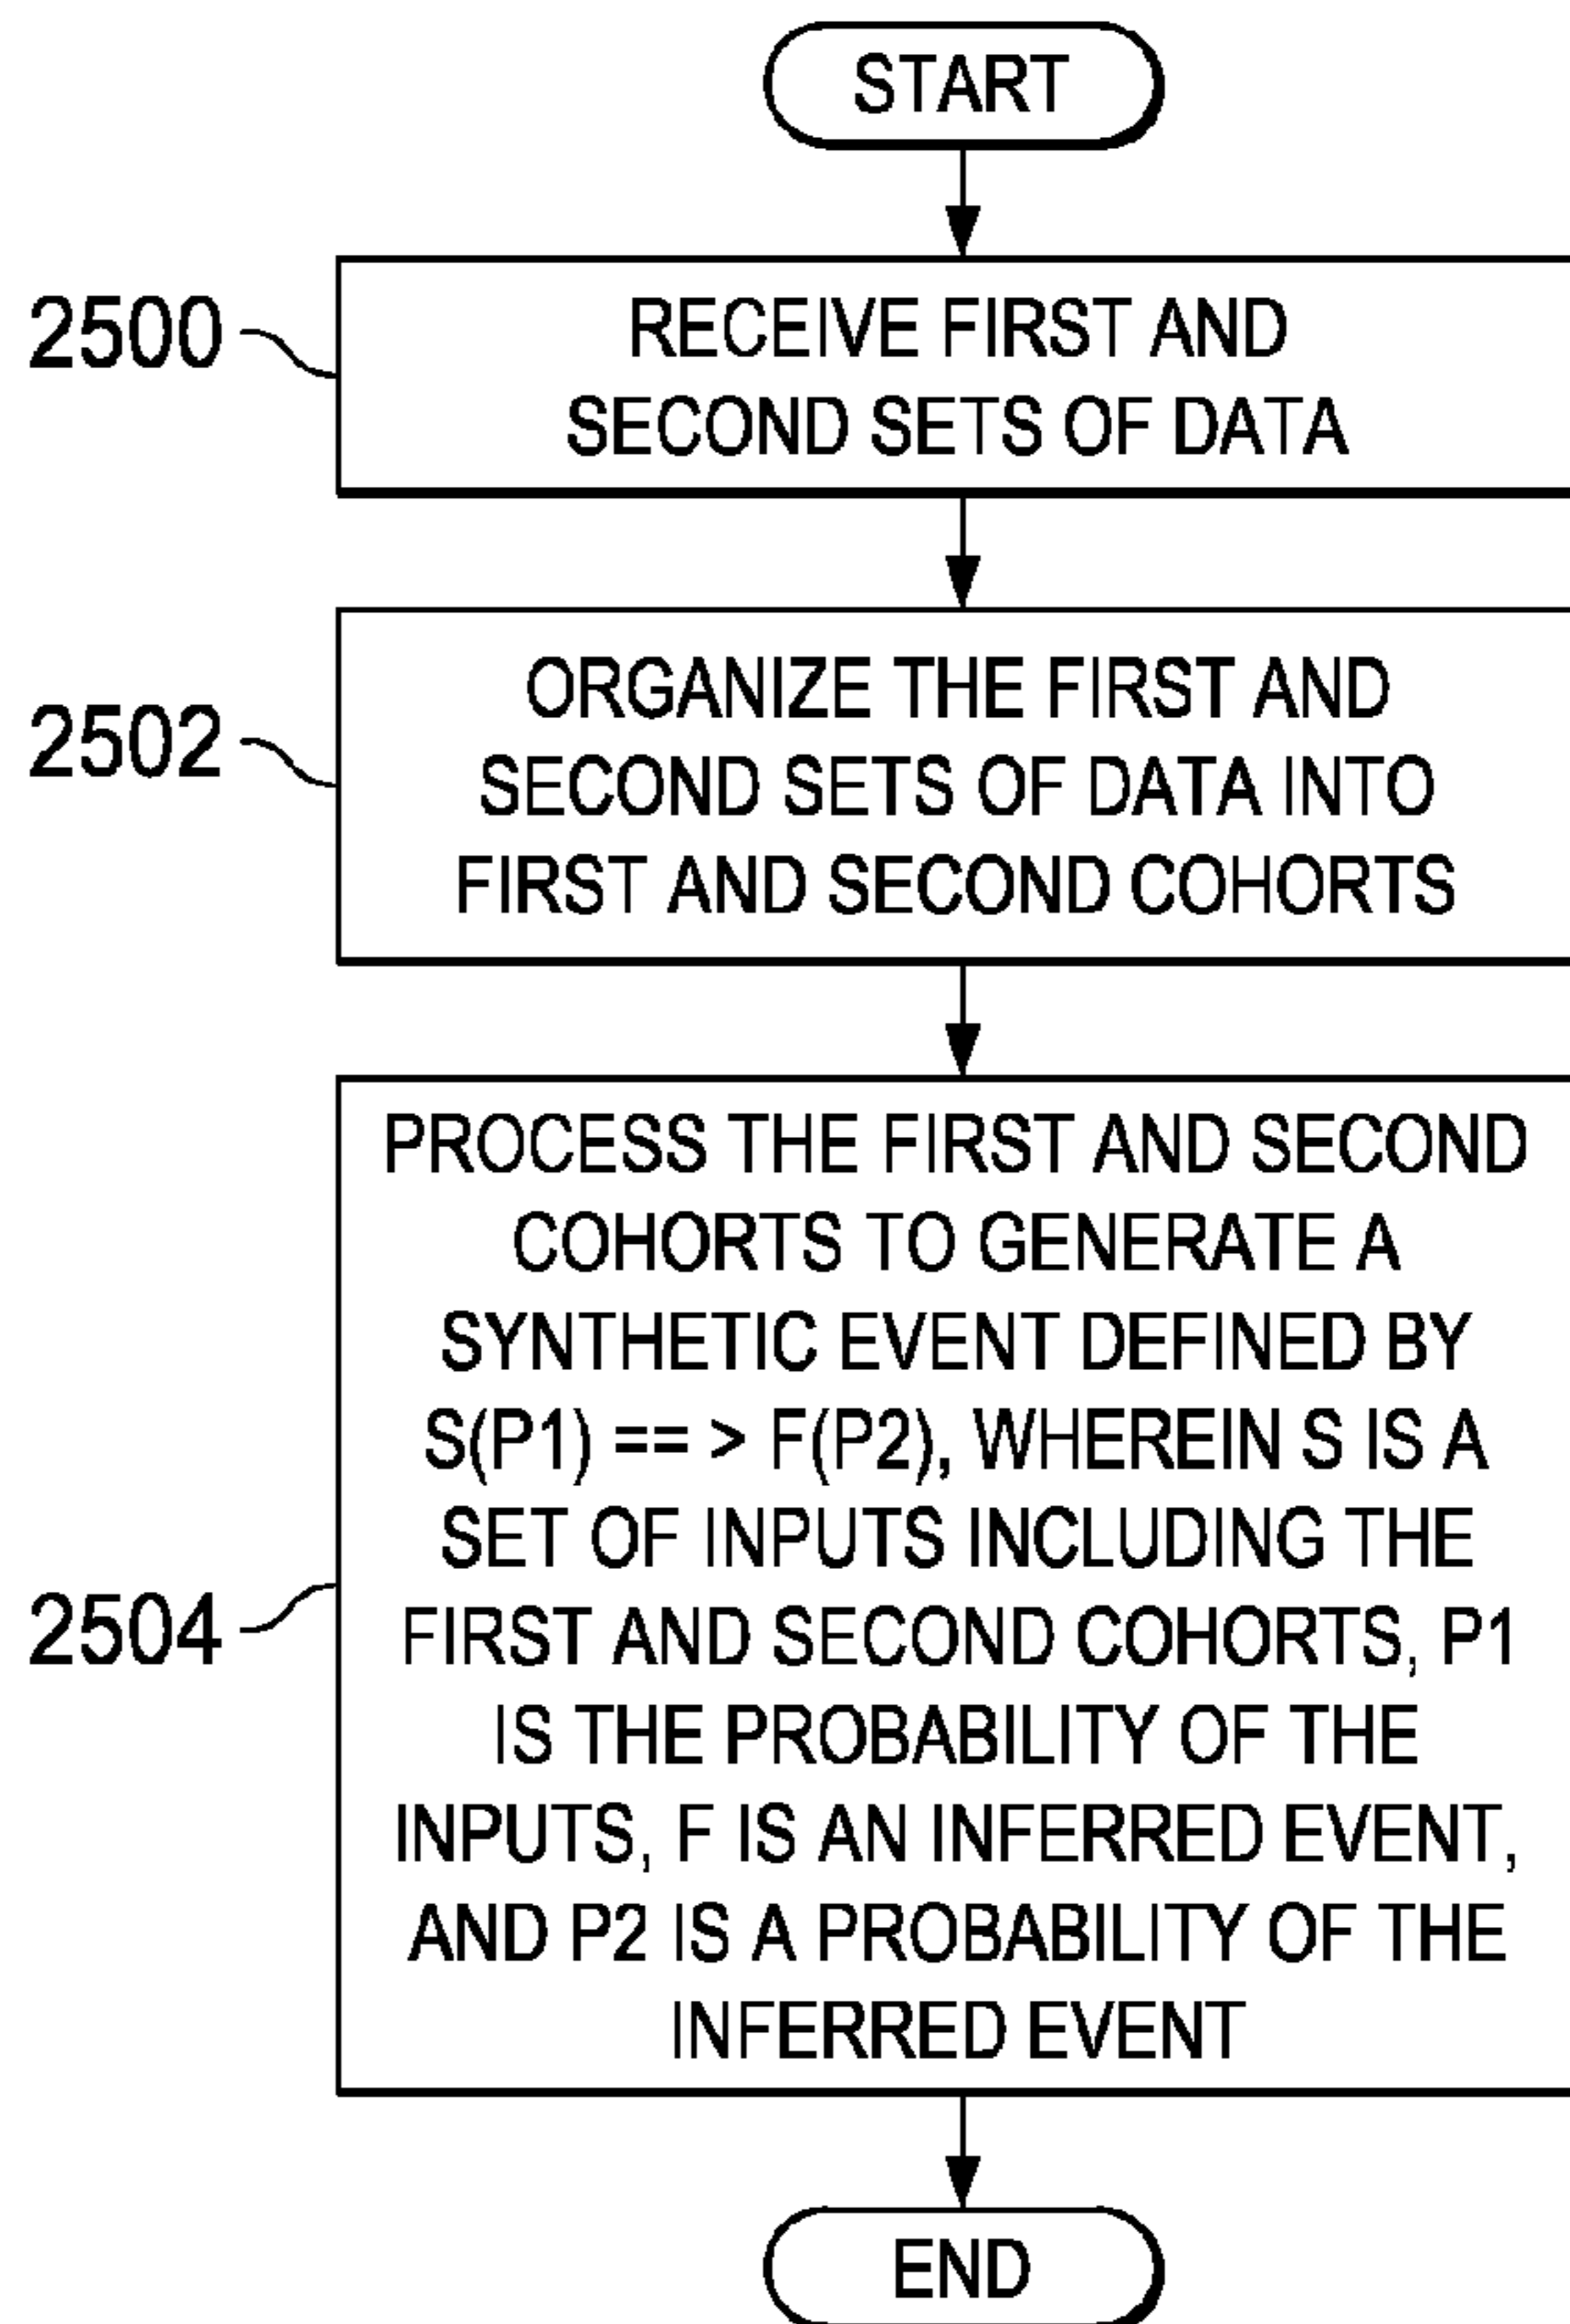 START
2500
RECEIVE FIRST AND
SECOND SETS OF DATA
2502
ORGANIZE THE FIRST AND
SECOND SETS OF DATA INTO
FIRST AND SECOND COHORTS
2504
PROCESS THE FIRST AND SECOND
COHORTS TO GENERATE A
SYNTHETIC EVENT DEFINED BY
S(P1) == > F(P2), WHEREIN S IS A
SET OF INPUTS INCLUDING THE
FIRST AND SECOND COHORTS, P1
IS THE PROBABILITY OF THE
INPUTS, F IS AN INFERRED EVENT,
AND P2 IS A PROBABILITY OF THE
INFERRED EVENT
END